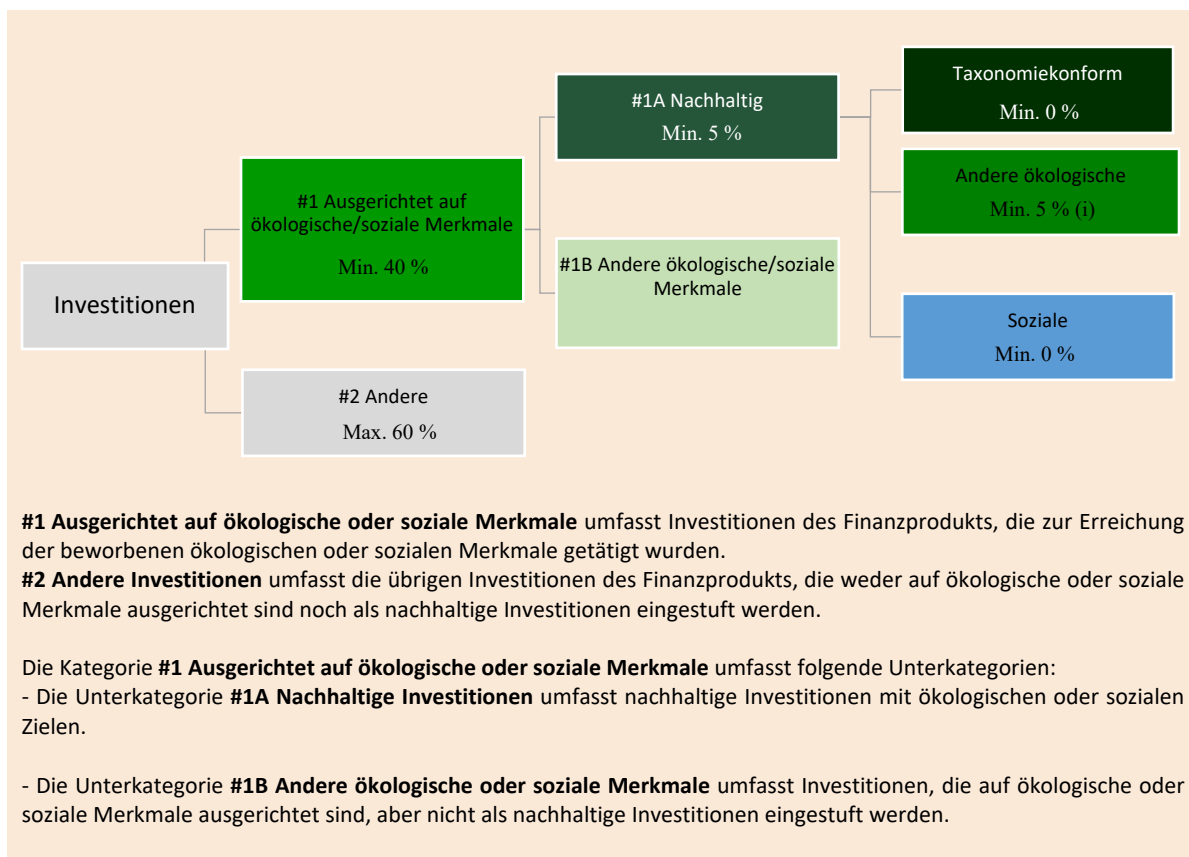 Investitionen
#1 Ausgerichtet auf
ökologische/soziale Merkmale
Min. 40 %
#2 Andere
Max. 60 %
#1A Nachhaltig
Min. 5 %
#1B Andere ökologische/soziale
Merkmale
Taxonomiekonform
Min. 0 %
Andere ökologische
Min. 5 % (i)
Soziale
Min. 0 %
#1 Ausgerichtet auf ökologische oder soziale Merkmale umfasst Investitionen des Finanzprodukts, die zur Erreichung
der beworbenen ökologischen oder sozialen Merkmale getätigt wurden.
#2 Andere Investitionen umfasst die übrigen Investitionen des Finanzprodukts, die weder auf ökologische oder soziale
Merkmale ausgerichtet sind noch als nachhaltige Investitionen eingestuft werden.
Die Kategorie #1 Ausgerichtet auf ökologische oder soziale Merkmale umfasst folgende Unterkategorien:
- Die Unterkategorie #1A Nachhaltige Investitionen umfasst nachhaltige Investitionen mit ökologischen oder sozialen
Zielen.
- Die Unterkategorie #1B Andere ökologische oder soziale Merkmale umfasst Investitionen, die auf ökologische oder
soziale Merkmale ausgerichtet sind, aber nicht als nachhaltige Investitionen eingestuft werden.